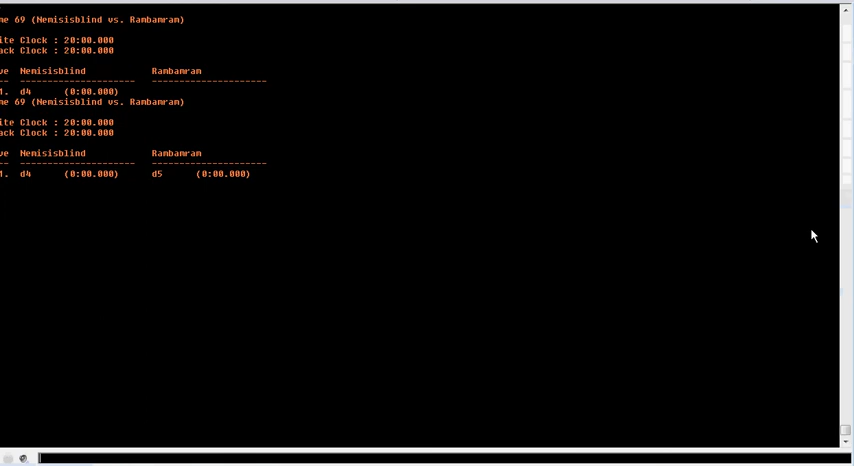 me 69 (Nemisisblind vs. Rambamram)
ite Clock : 20:00.000
ack Clock : 20:00.000
ve Nemisisblind Rambamram
-- --------------------- ---------------------
1. d4 (0:00.000)
me 69 (Nemisisblind vs. Rambamram)
ite Clock : 20:00.000
ack Clock : 20:00.000
ve Nemisisblind Rambamram
-- --------------------- ---------------------
1. d4 (0:00.000) d5 (0:00.000)